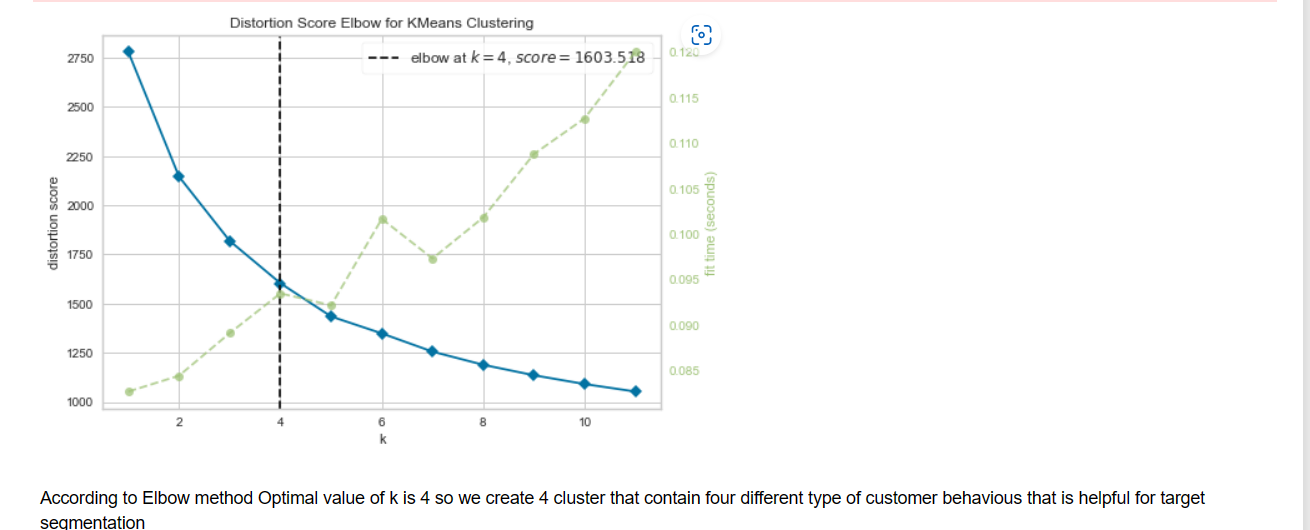 Distortion Score Elbow for KMeans Clustering
elbow at k = 4, score = 1603.518
2750
2500
2250
2000
1750
1500
1250
1000
distortion score
2 4 6 8 10
k
0.120
0.115
0.110
0.105
0.100
0.095
0.090
0.085
fit time (seconds)
According to Elbow method Optimal value of k is 4 so we create 4 cluster that contain four different type of customer behavious that is helpful for target
segmentation